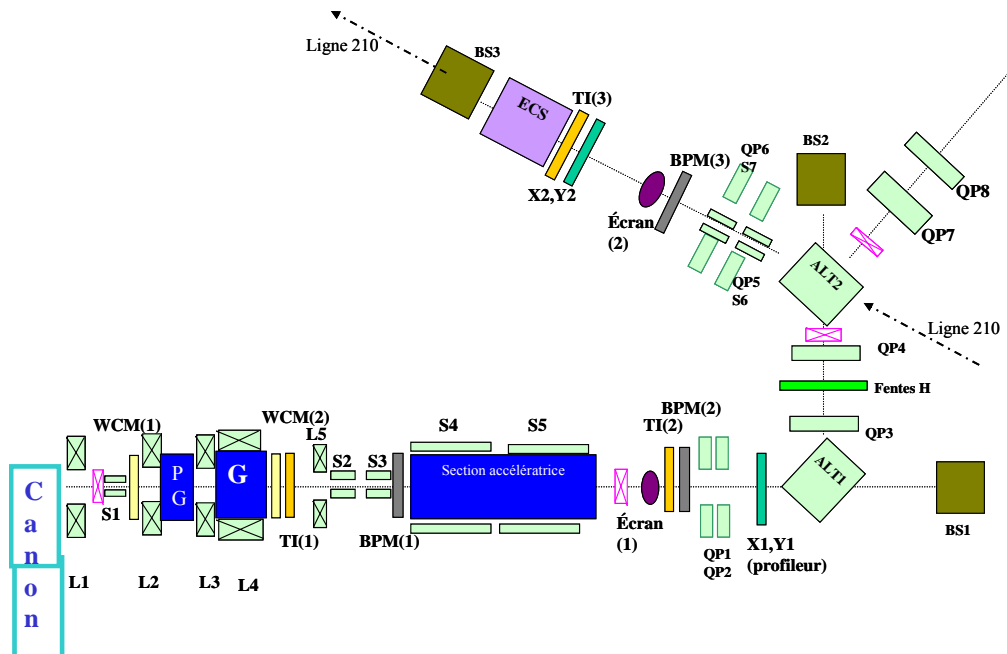 Ligne 210
BS3
ECS
TI(3)
X2,Y2
Écran
(2)
BPM(3)
QP6
S7
QP5
S6
BS2
QP8
QP7
ALT2
Ligne 210
QP4
Fentes H
QP3
ALT1
BS1
WCM(1)
WCM(2)
L5
S2
S3
S4
S5
BPM(2)
TI(2)
C
a
n
o
n
S1
P
G
G
Section accélératrice
TI(1)
BPM(1)
Écran
(1)
QP1
QP2
X1,Y1
(profileur)
L1
L2
L3
L4